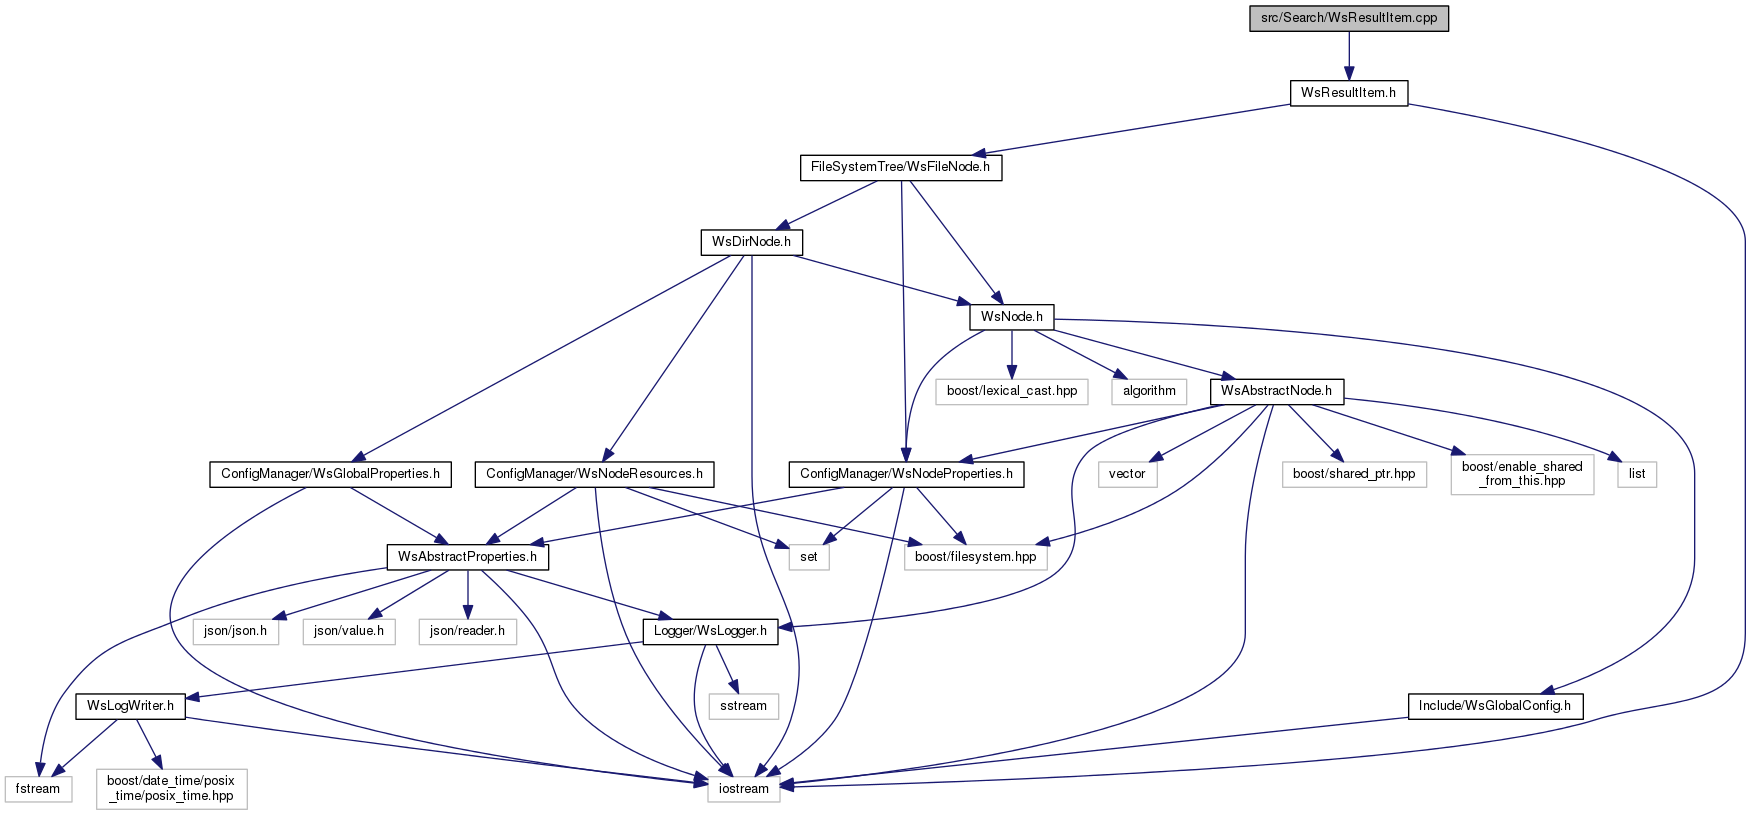 src/Search/WsResultItem.cpp
WsResultItem.h
FileSystemTree/WsFileNode.h
WsDirNode.h
WsNode.h
boost/lexical_cast.hpp
algorithm
WsAbstractNode.h
ConfigManager/WsGlobalProperties.h
ConfigManager/WsNodeResources.h
ConfigManager/WsNodeProperties.h
vector
boost/shared_ptr.hpp
boost/enable_shared
_from_this.hpp
list
WsAbstractProperties.h
set
boost/filesystem.hpp
json/json.h
json/value.h
json/reader.h
Logger/WsLogger.h
WsLogWriter.h
sstream
Include/WsGlobalConfig.h
fstream
boost/date_time/posix
_time/posix_time.hpp
iostream